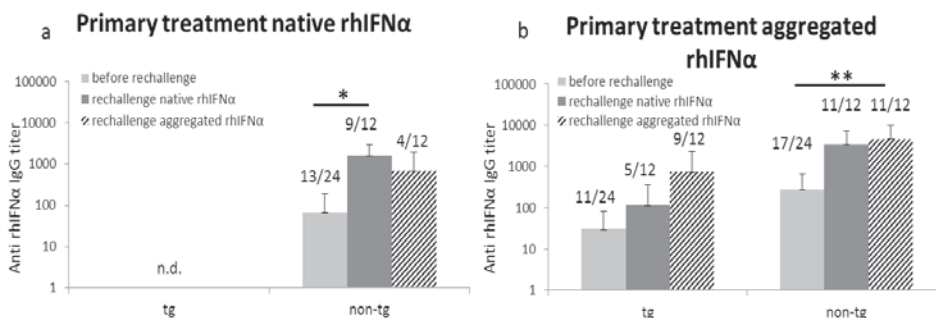 a
Primary treatment native rhIFNα
before rechallenge
rechallenge native rhIFNα
rechallenge aggregated rhIFNα
Anti rhIFNα IgG titer
100000
10000
1000
100
10
1
*
13/24
9/12
4/12
n.d.
tg
non-tg
b
Primary treatment aggregated
rhIFNα
before rechallenge
rechallenge native rhIFNα
rechallenge aggregated rhIFNα
Anti rhIFNα IgG titer
100000
10000
1000
100
10
1
**
11/24
5/12
9/12
17/24
11/12
11/12
tg
non-tg